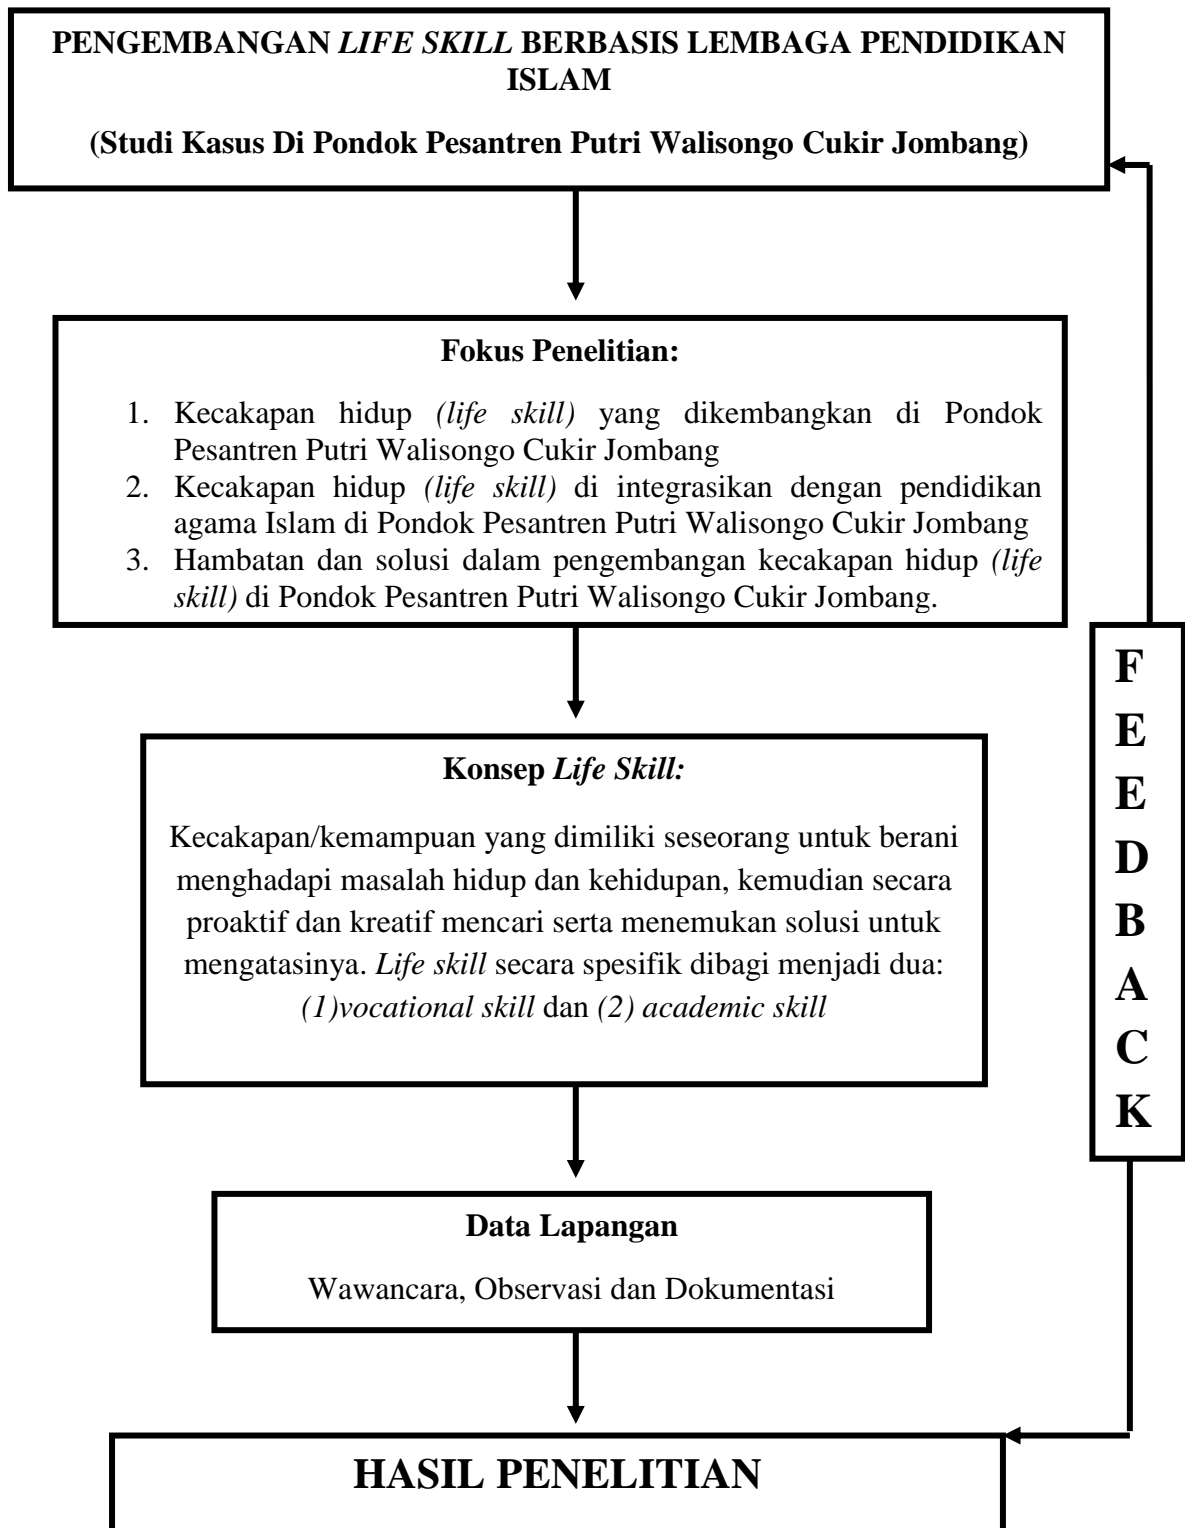 PENGEMBANGAN LIFE SKILL BERBASIS LEMBAGA PENDIDIKAN
ISLAM
(Studi Kasus Di Pondok Pesantren Putri Walisongo Cukir Jombang)
Fokus Penelitian:
1. Kecakapan hidup (life skill) yang dikembangkan di Pondok
Pesantren Putri Walisongo Cukir Jombang
2. Kecakapan hidup (life skill) di integrasikan dengan pendidikan
agama Islam di Pondok Pesantren Putri Walisongo Cukir Jombang
3. Hambatan dan solusi dalam pengembangan kecakapan hidup (life
skill) di Pondok Pesantren Putri Walisongo Cukir Jombang.
Konsep Life Skill:
Kecakapan/kemampuan yang dimiliki seseorang untuk berani
menghadapi masalah hidup dan kehidupan, kemudian secara
proaktif dan kreatif mencari serta menemukan solusi untuk
mengatasinya. Life skill secara spesifik dibagi menjadi dua:
(1)vocational skill dan (2) academic skill
Data Lapangan
Wawancara, Observasi dan Dokumentasi
HASIL PENELITIAN
F
E
E
D
B
A
C
K